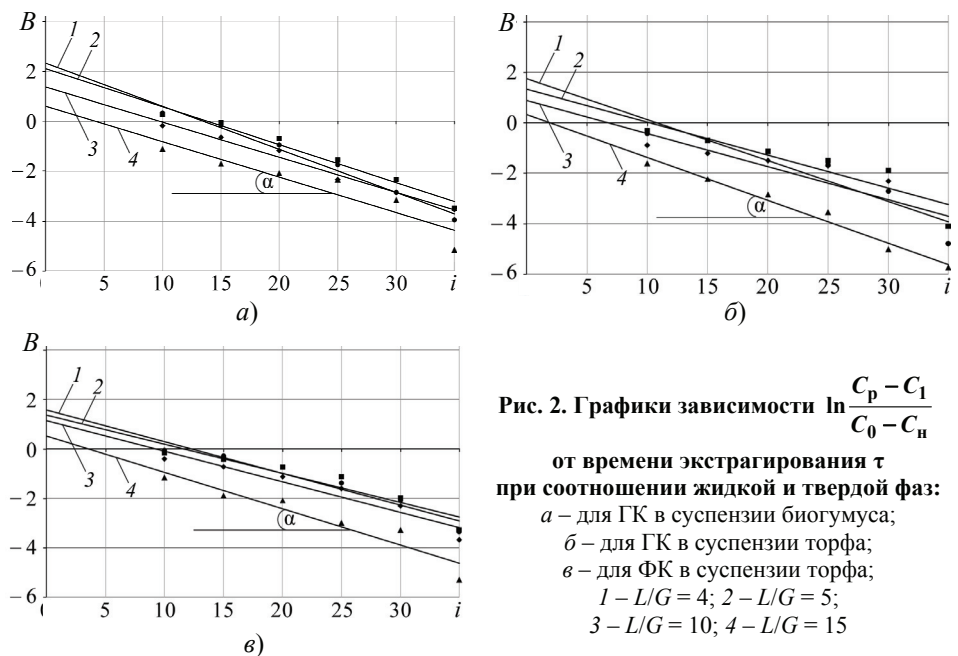 B
2
0
−2
−4
−6
0 5 10 15 20 25 30 i
1
2
3
4
α
а)
B
4
2
0
−2
−4
−6
5 10 15 20 25 30 i
1
2
3
4
α
б)
B
2
0
−2
−4
−6
0 5 10 15 20 25 30 i
1
2
3
4
α
в)
Рис. 2. Графики зависимости ln (Cр − C1)/(C0 − Cн)
от времени экстрагирования τ
при соотношении жидкой и твердой фаз:
а – для ГК в суспензии биогумуса;
б – для ГК в суспензии торфа;
в – для ФК в суспензии торфа;
1 – L/G = 4; 2 – L/G = 5;
3 – L/G = 10; 4 – L/G = 15